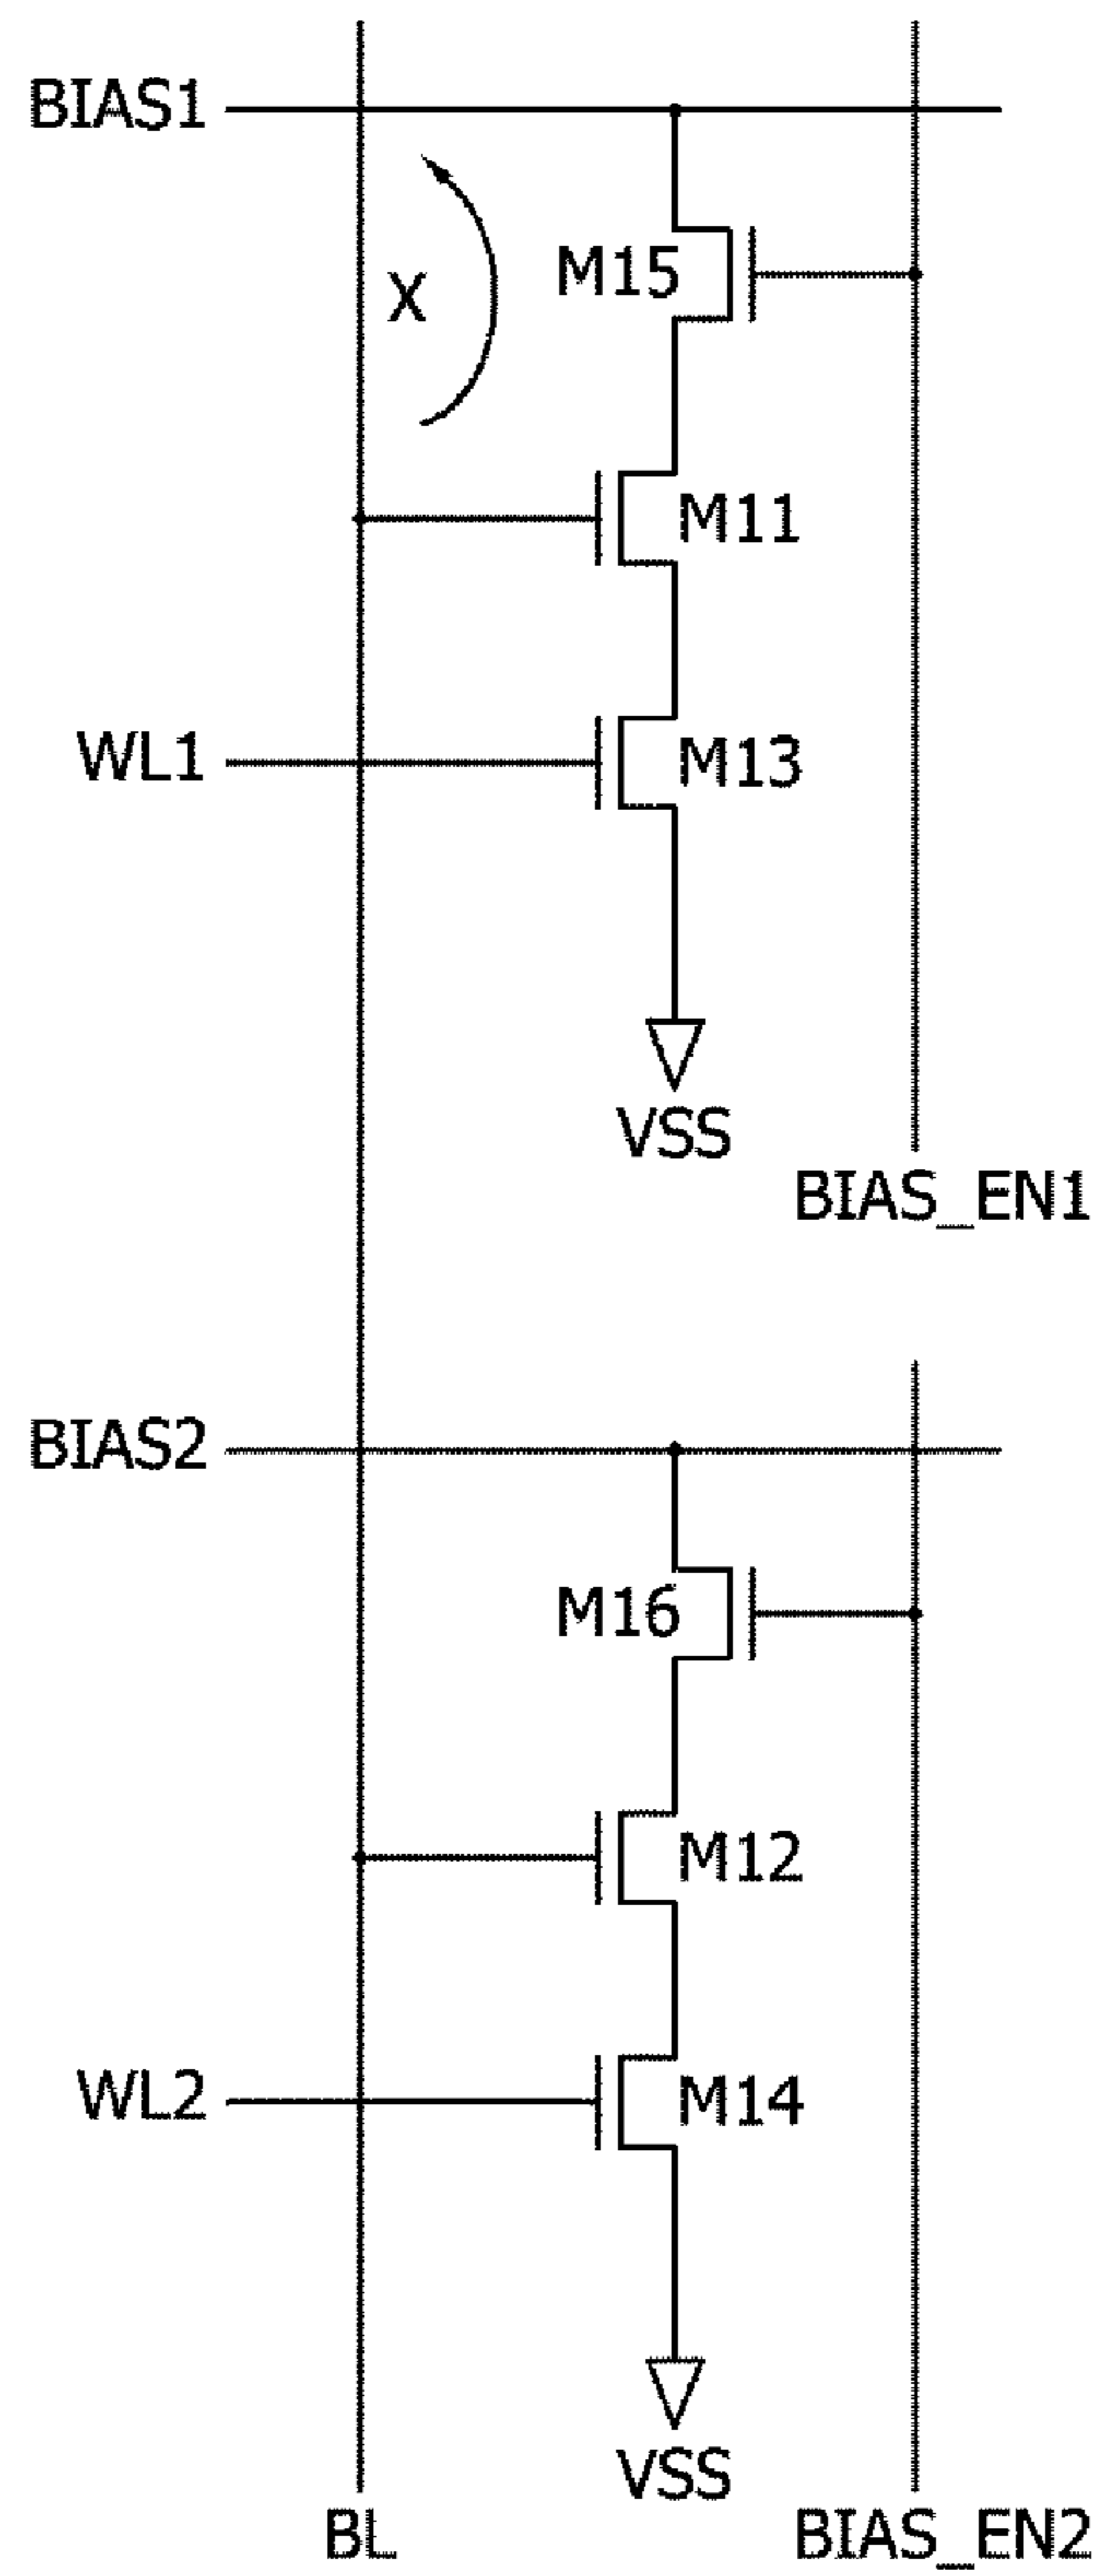 BIAS1
M15
X
M11
WL1
M13
VSS
BIAS_EN1
BIAS2
M16
M12
WL2
M14
VSS
BL
BIAS_EN2